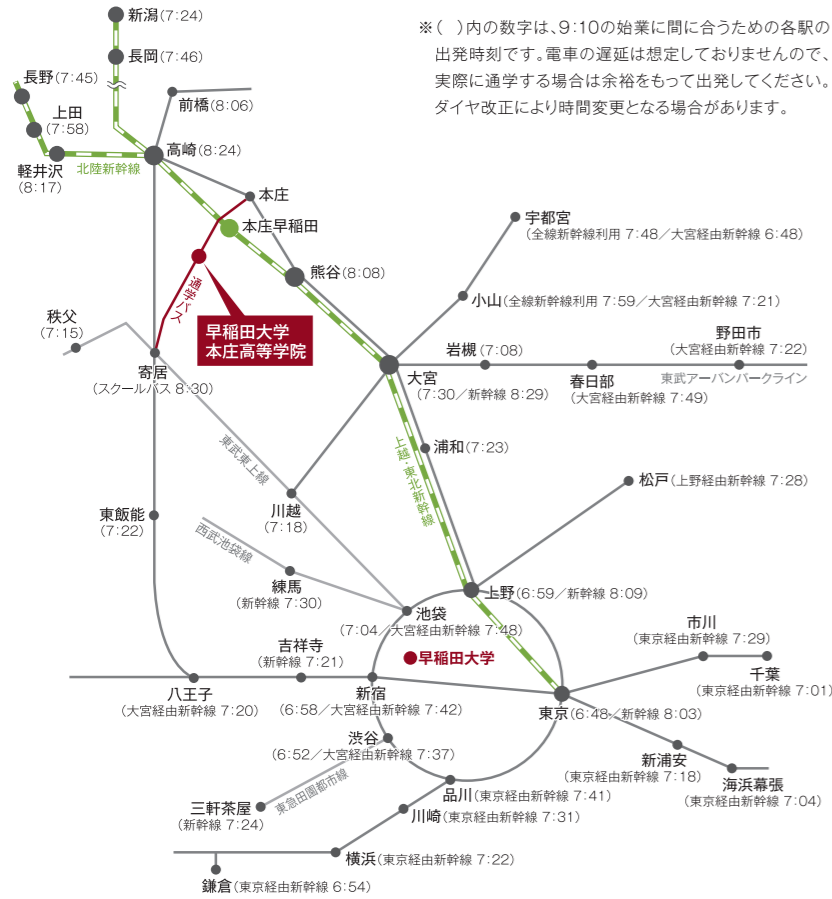 ※( )内の数字は、9:10の始業に間に合うための各駅の
出発時刻です。電車の遅延は想定しておりませんので、
実際に通学する場合は余裕をもって出発してください。
ダイヤ改正により時間変更となる場合があります。
新潟(7:24)
長岡(7:46)
長野(7:45)
上田
(7:58)
軽井沢
(8:17)
北陸新幹線
前橋(8:06)
高崎(8:24)
本庄
本庄早稲田
熊谷(8:08)
通学バス
早稲田大学
本庄高等学院
秩父
(7:15)
寄居
(スクールバス 8:30)
宇都宮
(全線新幹線利用 7:48/大宮経由新幹線 6:48)
小山(全線新幹線利用 7:59/大宮経由新幹線 7:21)
岩槻(7:08)
野田市
(大宮経由新幹線 7:22)
大宮
(7:30/新幹線 8:29)
春日部
(大宮経由新幹線 7:49)
東武アーバンパークライン
浦和(7:23)
上越・東北新幹線
東武東上線
川越
(7:18)
松戸(上野経由新幹線 7:28)
東飯能
(7:22)
西武池袋線
練馬
(新幹線 7:30)
上野(6:59/新幹線 8:09)
池袋
(7:04/大宮経由新幹線 7:48)
早稲田大学
吉祥寺
(新幹線 7:21)
市川
(東京経由新幹線 7:29)
千葉
(東京経由新幹線 7:01)
八王子
(大宮経由新幹線 7:20)
新宿
(6:58/大宮経由新幹線 7:42)
東京(6:48/新幹線 8:03)
渋谷
(6:52/大宮経由新幹線 7:37)
新浦安
(東京経由新幹線 7:18)
海浜幕張
(東京経由新幹線 7:04)
三軒茶屋
(新幹線 7:24)
東急田園都市線
品川(東京経由新幹線 7:41)
川崎(東京経由新幹線 7:31)
横浜(東京経由新幹線 7:22)
鎌倉(東京経由新幹線 6:54)